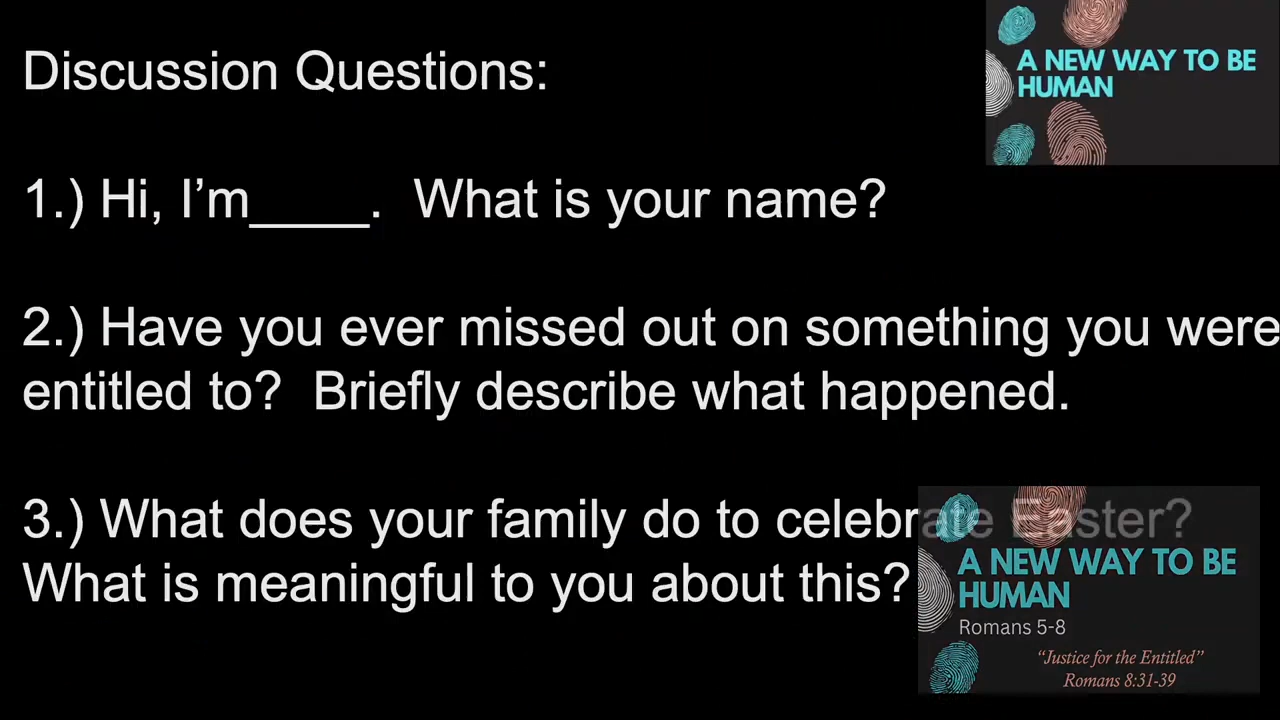 Discussion Questions:
A NEW WAY TO BE
HUMAN
1.) Hi, I’m____.  What is your name?
2.) Have you ever missed out on something you were
entitled to?  Briefly describe what happened.
3.) What does your family do to celebrate Easter?
What is meaningful to you about this?
A NEW WAY TO BE
HUMAN
Romans 5-8
“Justice for the Entitled”
Romans 8:31-39